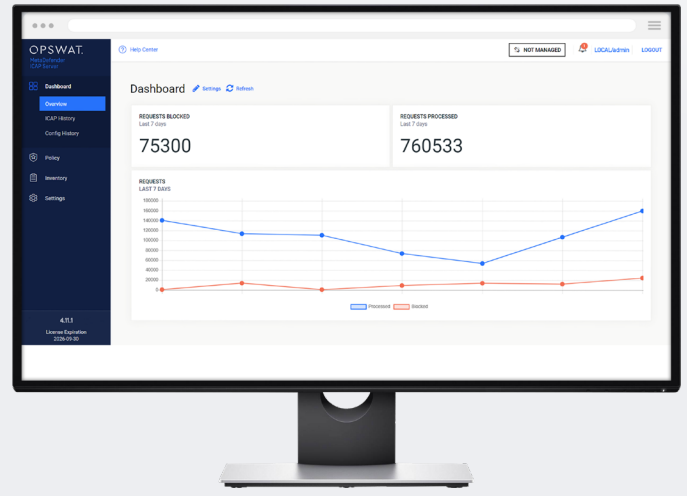 OPSWAT.
MetaDefender
ICAP Server
Help Center
NOT MANAGED
LOCAL/admin
LOGOUT
Dashboard
Overview
ICAP History
Config History
Policy
Inventory
Settings
4.11.1
License Expiration
2026-09-30
Dashboard
Settings
Refresh
REQUESTS BLOCKED
Last 7 days
75300
REQUESTS PROCESSED
Last 7 days
760533
REQUESTS
LAST 7 DAYS
180000
160000
140000
120000
100000
80000
60000
40000
20000
0
Processed
Blocked